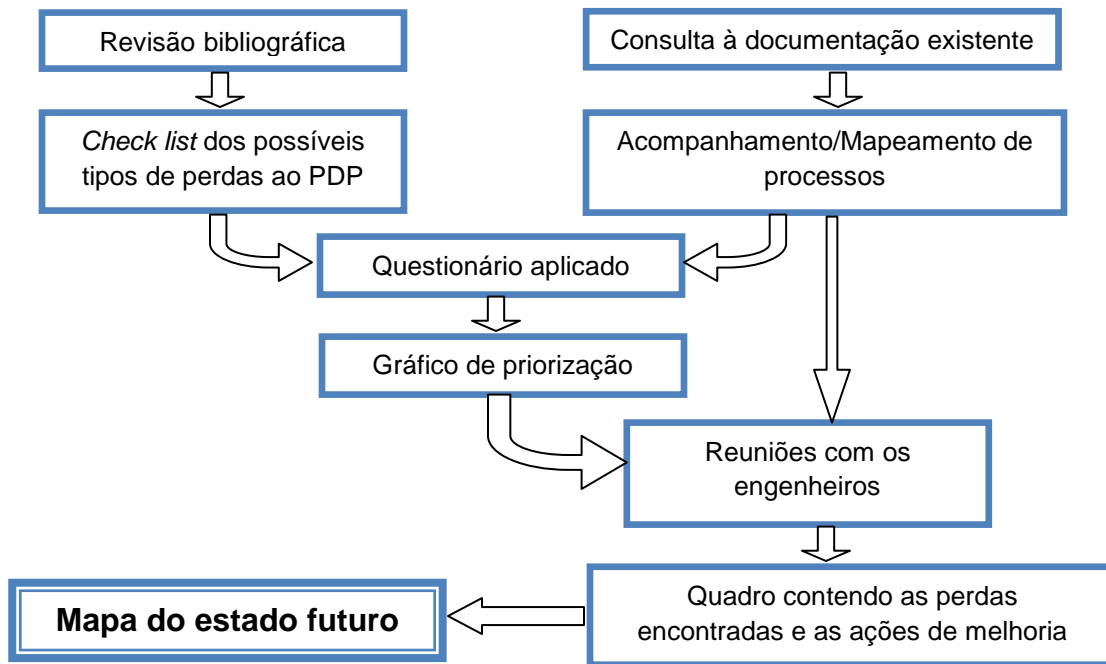 Revisão bibliográfica
Consulta à documentação existente
Check list dos possíveis
tipos de perdas ao PDP
Acompanhamento/Mapeamento de
processos
Questionário aplicado
Gráfico de priorização
Reuniões com os
engenheiros
Quadro contendo as perdas
encontradas e as ações de melhoria
Mapa do estado futuro